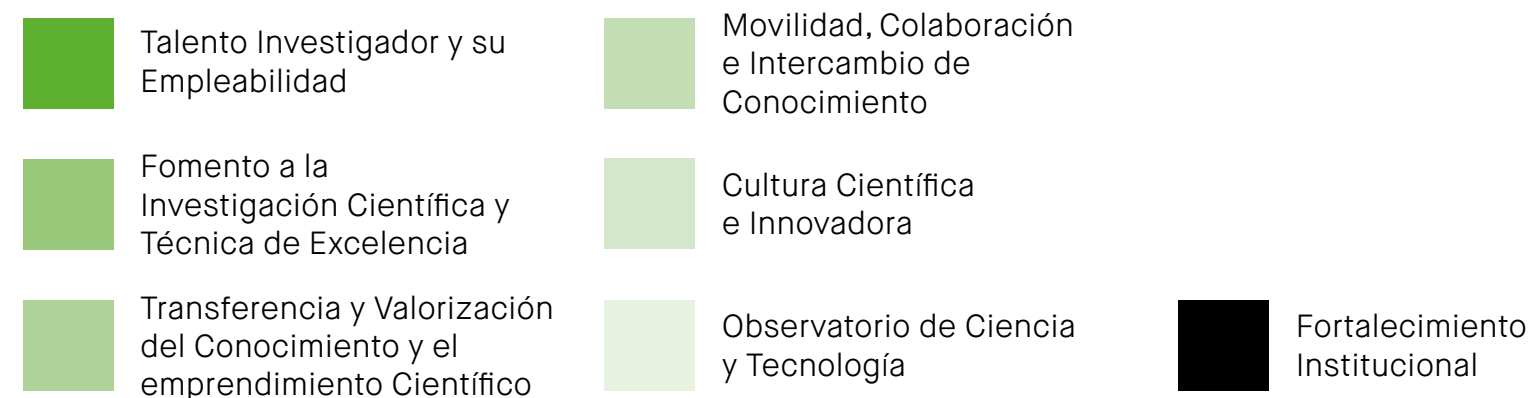 Talento Investigador y su
Empleabilidad
Fomento a la
Investigación Científica y
Técnica de Excelencia
Transferencia y Valorización
del Conocimiento y el
emprendimiento Científico
Movilidad, Colaboración
e Intercambio de
Conocimiento
Cultura Científica
e Innovadora
Observatorio de Ciencia
y Tecnología
Fortalecimiento
Institucional